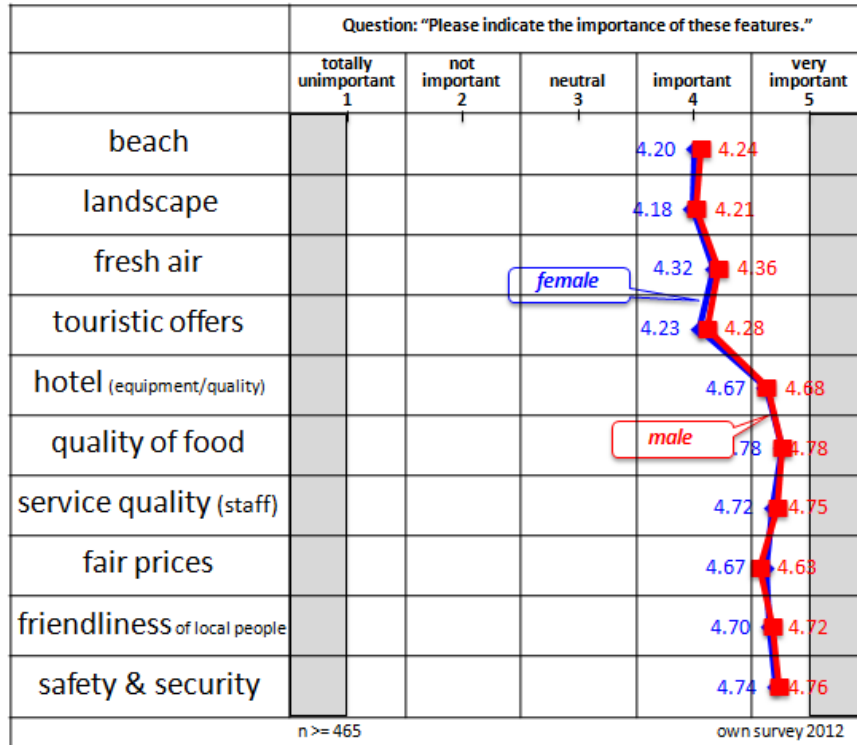 Question: “Please indicate the importance of these features.”
totally unimportant 1
not important 2
neutral 3
important 4
very important 5
beach 4.20 4.24
landscape 4.18 4.21
fresh air 4.32 4.36
female
touristic offers 4.23 4.28
hotel (equipment/quality) 4.67 4.68
male
quality of food .78 4.78
service quality (staff) 4.72 4.75
fair prices 4.67 4.63
friendliness of local people 4.70 4.72
safety & security 4.74 4.76
n >= 465 own survey 2012